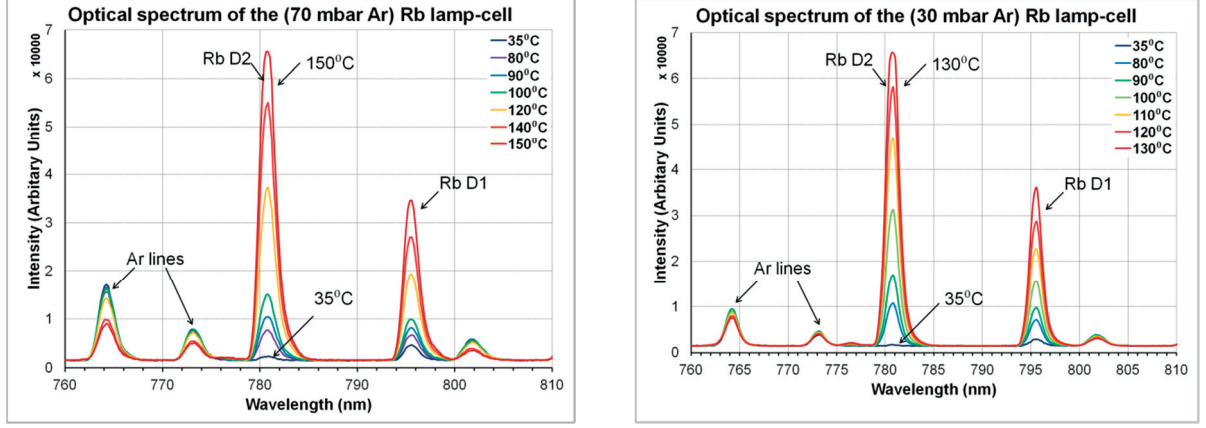 Optical spectrum of the (70 mbar Ar) Rb lamp-cell
x 10000
Intensity (Arbitary Units)
7
6
5
4
3
2
1
0
Rb D2
150⁰C
Rb D1
Ar lines
35⁰C
35⁰C
80⁰C
90⁰C
100⁰C
120⁰C
140⁰C
150⁰C
760 770 780 790 800 810
Wavelength (nm)
Optical spectrum of the (30 mbar Ar) Rb lamp-cell
x 10000
Intensity (Arbitary Units)
7
6
5
4
3
2
1
0
Rb D2
130⁰C
Rb D1
Ar lines
35⁰C
35⁰C
80⁰C
90⁰C
100⁰C
110⁰C
120⁰C
130⁰C
760 765 770 775 780 785 790 795 800 805 810
Wavelength (nm)